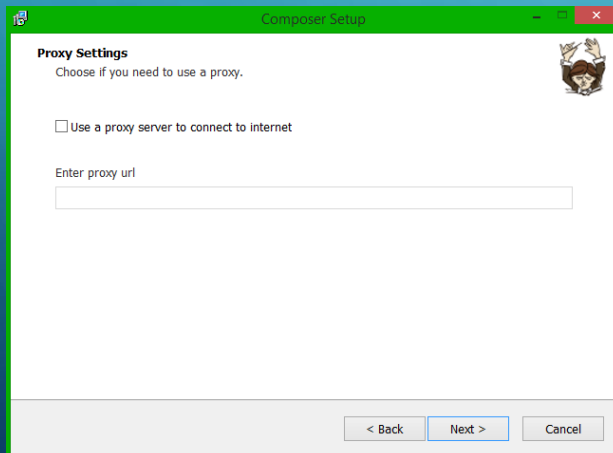 Composer Setup
Proxy Settings
Choose if you need to use a proxy.
Use a proxy server to connect to internet
Enter proxy url
< Back
Next >
Cancel